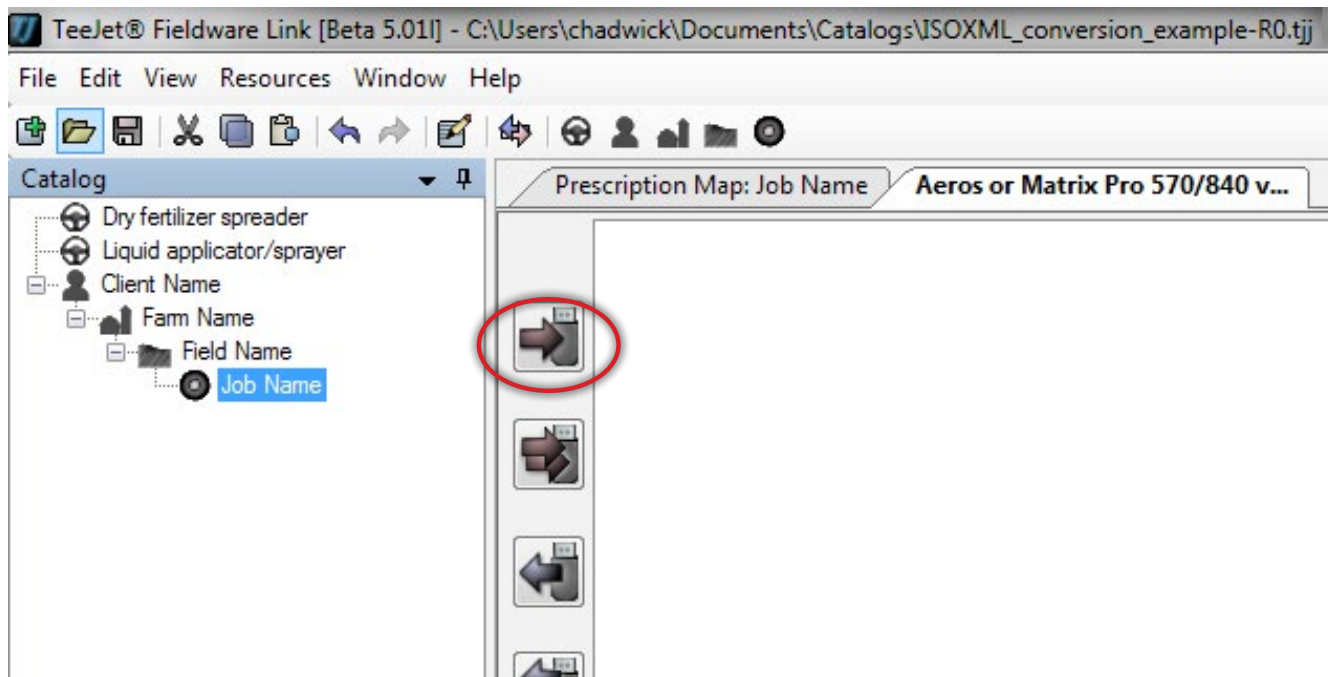 TeeJet® Fieldware Link [Beta 5.01l] - C:\Users\chadwick\Documents\Catalogs\ISOXML_conversion_example-R0.tjj
File Edit View Resources Window Help
Catalog
Prescription Map: Job Name
Aeros or Matrix Pro 570/840 v...
Dry fertilizer spreader
Liquid applicator/sprayer
Client Name
Farm Name
Field Name
Job Name